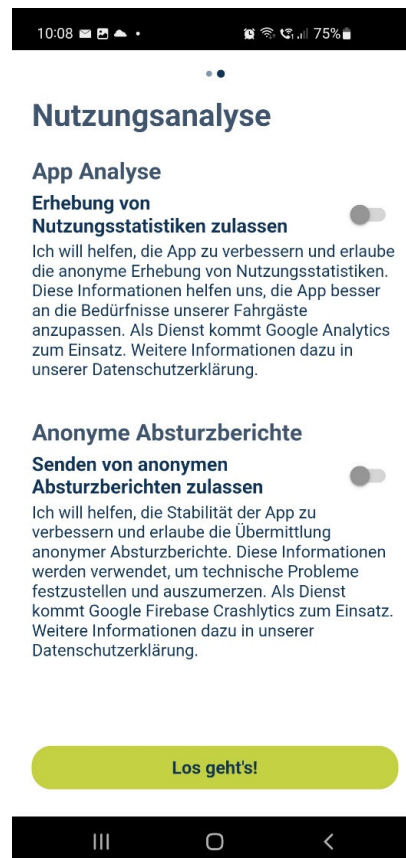 10:08
75%
Nutzungsanalyse
App Analyse
Erhebung von
Nutzungsstatistiken zulassen
Ich will helfen, die App zu verbessern und erlaube
die anonyme Erhebung von Nutzungsstatistiken.
Diese Informationen helfen uns, die App besser
an die Bedürfnisse unserer Fahrgäste
anzupassen. Als Dienst kommt Google Analytics
zum Einsatz. Weitere Informationen dazu in
unserer Datenschutzerklärung.
Anonyme Absturzberichte
Senden von anonymen
Absturzberichten zulassen
Ich will helfen, die Stabilität der App zu
verbessern und erlaube die Übermittlung
anonymer Absturzberichte. Diese Informationen
werden verwendet, um technische Probleme
festzustellen und auszumerzen. Als Dienst
kommt Google Firebase Crashlytics zum Einsatz.
Weitere Informationen dazu in unserer
Datenschutzerklärung.
Los geht's!